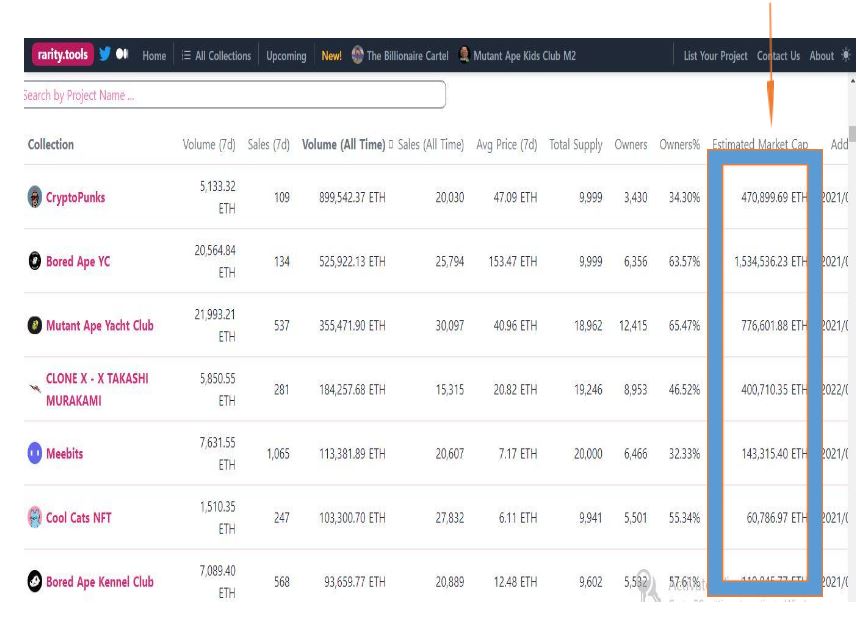 rarity.tools Home All Collections Upcoming New! The Billionaire Cartel Mutant Ape Kids Club M2 List Your Project Contact Us About
Search by Project Name ...
Collection Volume (7d) Sales (7d) Volume (All Time) Sales (All Time) Avg Price (7d) Total Supply Owners Owners% Estimated Market Cap Add
CryptoPunks 5,133.32 ETH 109 899,542.37 ETH 20,030 47.09 ETH 9,999 3,430 34.30% 470,899.69 ETH 2021/0
Bored Ape YC 20,564.84 ETH 134 525,922.13 ETH 25,794 153.47 ETH 9,999 6,356 63.57% 1,534,536.23 ETH 2021/0
Mutant Ape Yacht Club 21,993.21 ETH 537 355,471.90 ETH 30,097 40.96 ETH 18,962 12,415 65.47% 776,601.88 ETH 2021/0
CLONE X - X TAKASHI MURAKAMI 5,850.55 ETH 281 184,257.68 ETH 15,315 20.82 ETH 19,246 8,953 46.52% 400,710.35 ETH 2022/0
Meebits 7,631.55 ETH 1,065 113,381.89 ETH 20,607 7.17 ETH 20,000 6,466 32.33% 143,315.40 ETH 2021/0
Cool Cats NFT 1,510.35 ETH 247 103,300.70 ETH 27,832 6.11 ETH 9,941 5,501 55.34% 60,786.97 ETH 2021/0
Bored Ape Kennel Club 7,089.40 ETH 568 93,659.77 ETH 20,889 12.48 ETH 9,602 5,532 57.61% ETH 2021/0